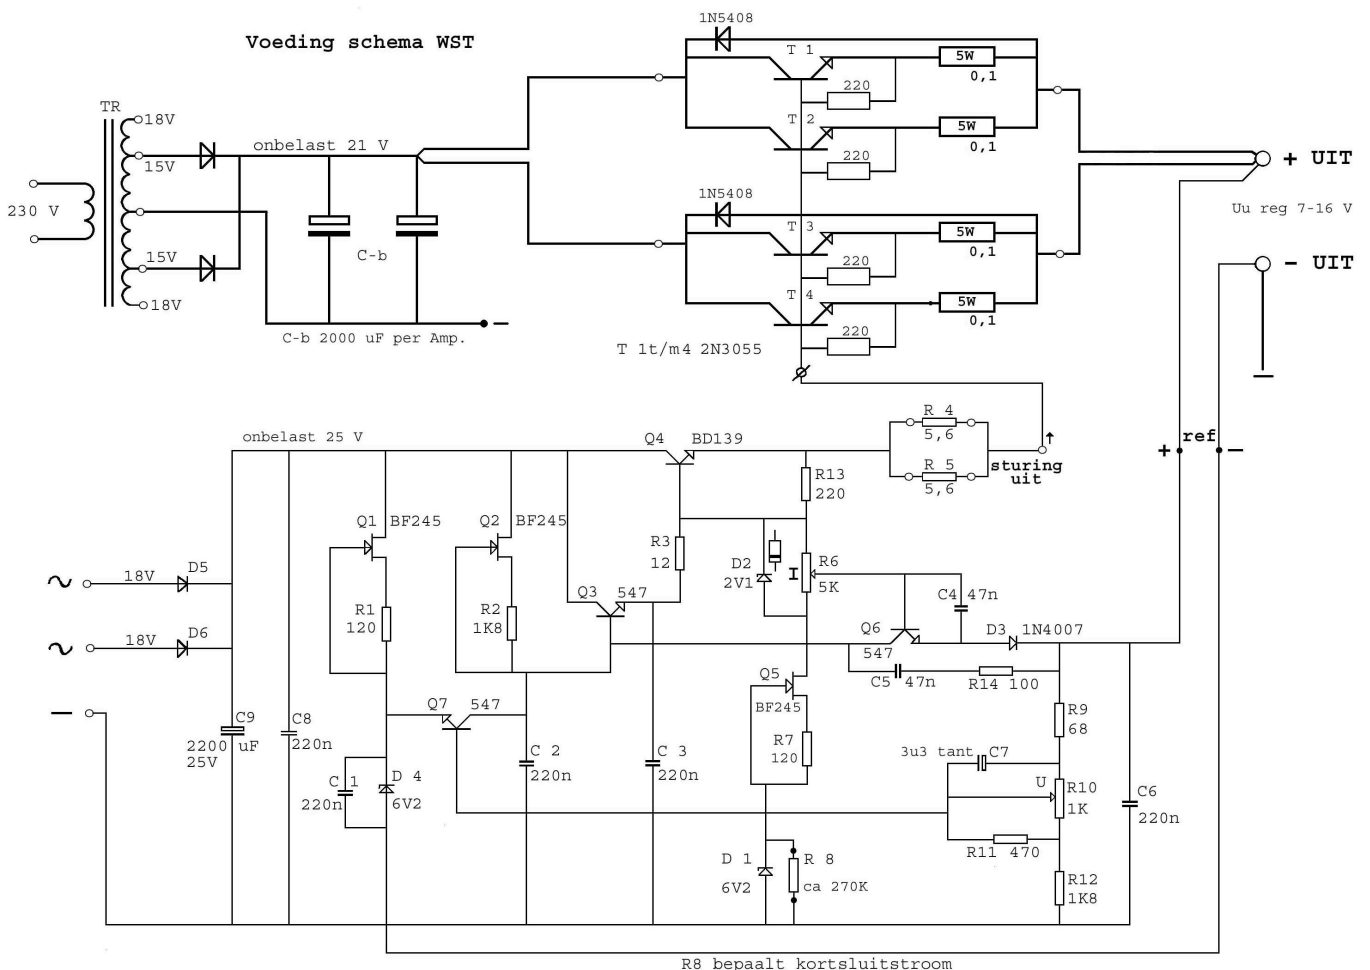 Voeding schema WST
1N5408
T 1
5W
0,1
220
TR
18V
T 2
5W
onbelast 21 V
0,1
15V
220
+ UIT
230 V
1N5408
Uu reg 7-16 V
T 3
5W
C-b
0,1
15V
220
- UIT
18V
T 4
5W
0,1
C-b 2000 uF per Amp.
220
T 1t/m4 2N3055
R 4
5,6
onbelast 25 V
Q4
BD139
ref
+
-
R 5
sturing
uit
5,6
R13
220
Q1
BF245
Q2
BF245
R3
12
D2
2V1
I
R6
5K
D5
18V
Q3
547
C4
47n
R1
120
R2
1K8
D6
18V
Q6
547
D3
1N4007
Q5
BF245
C5
47n
R14 100
Q7
547
C9
2200 uF
25V
C8
220n
R7
120
R9
68
C 2
220n
C 3
220n
3u3 tant
C7
C 1
220n
D 4
6V2
U
R10
1K
C6
220n
R11 470
D 1
6V2
R 8
ca 270K
R12
1K8
R8 bepaalt kortsluitstroom